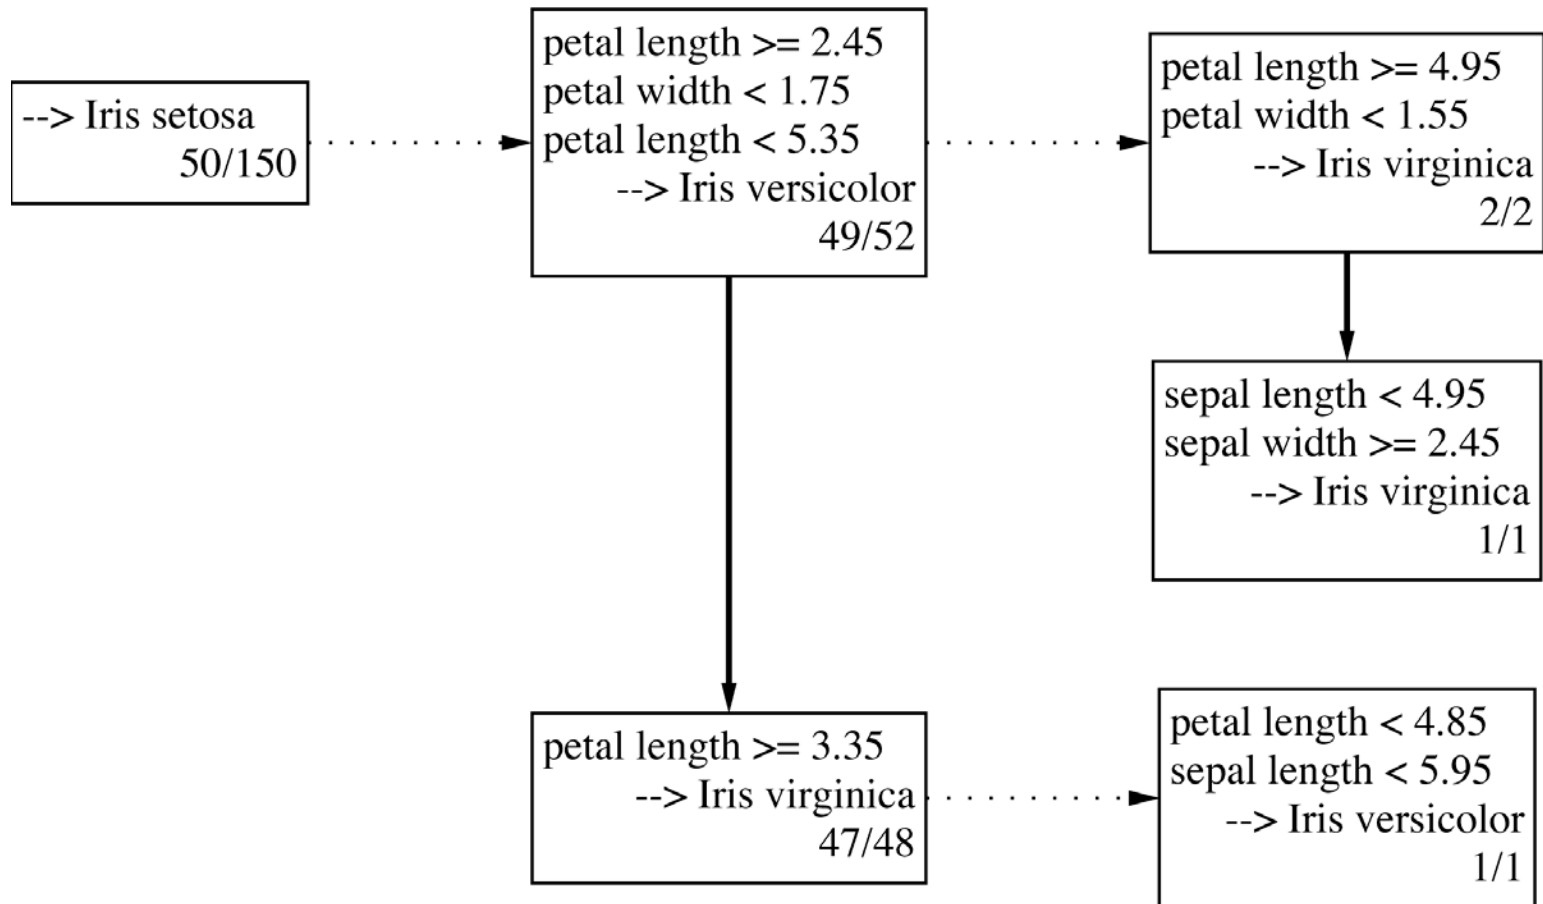 --> Iris setosa
50/150
petal length >= 2.45
petal width < 1.75
petal length < 5.35
--> Iris versicolor
49/52
petal length >= 4.95
petal width < 1.55
--> Iris virginica
2/2
sepal length < 4.95
sepal width >= 2.45
--> Iris virginica
1/1
petal length >= 3.35
--> Iris virginica
47/48
petal length < 4.85
sepal length < 5.95
--> Iris versicolor
1/1